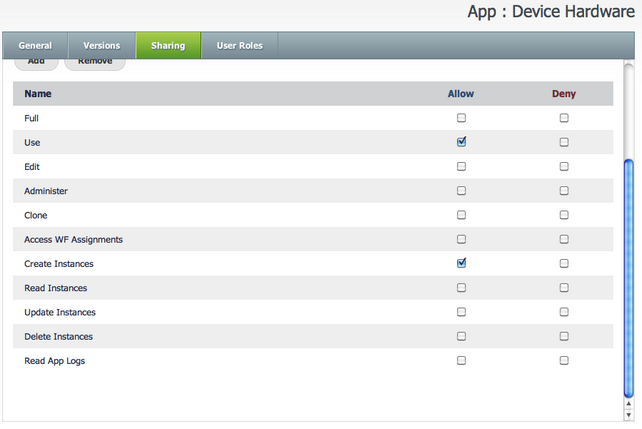 App : Device Hardware
General Versions Sharing User Roles
Add Remove
Name Allow Deny
Full
Use
Edit
Administer
Clone
Access WF Assignments
Create Instances
Read Instances
Update Instances
Delete Instances
Read App Logs